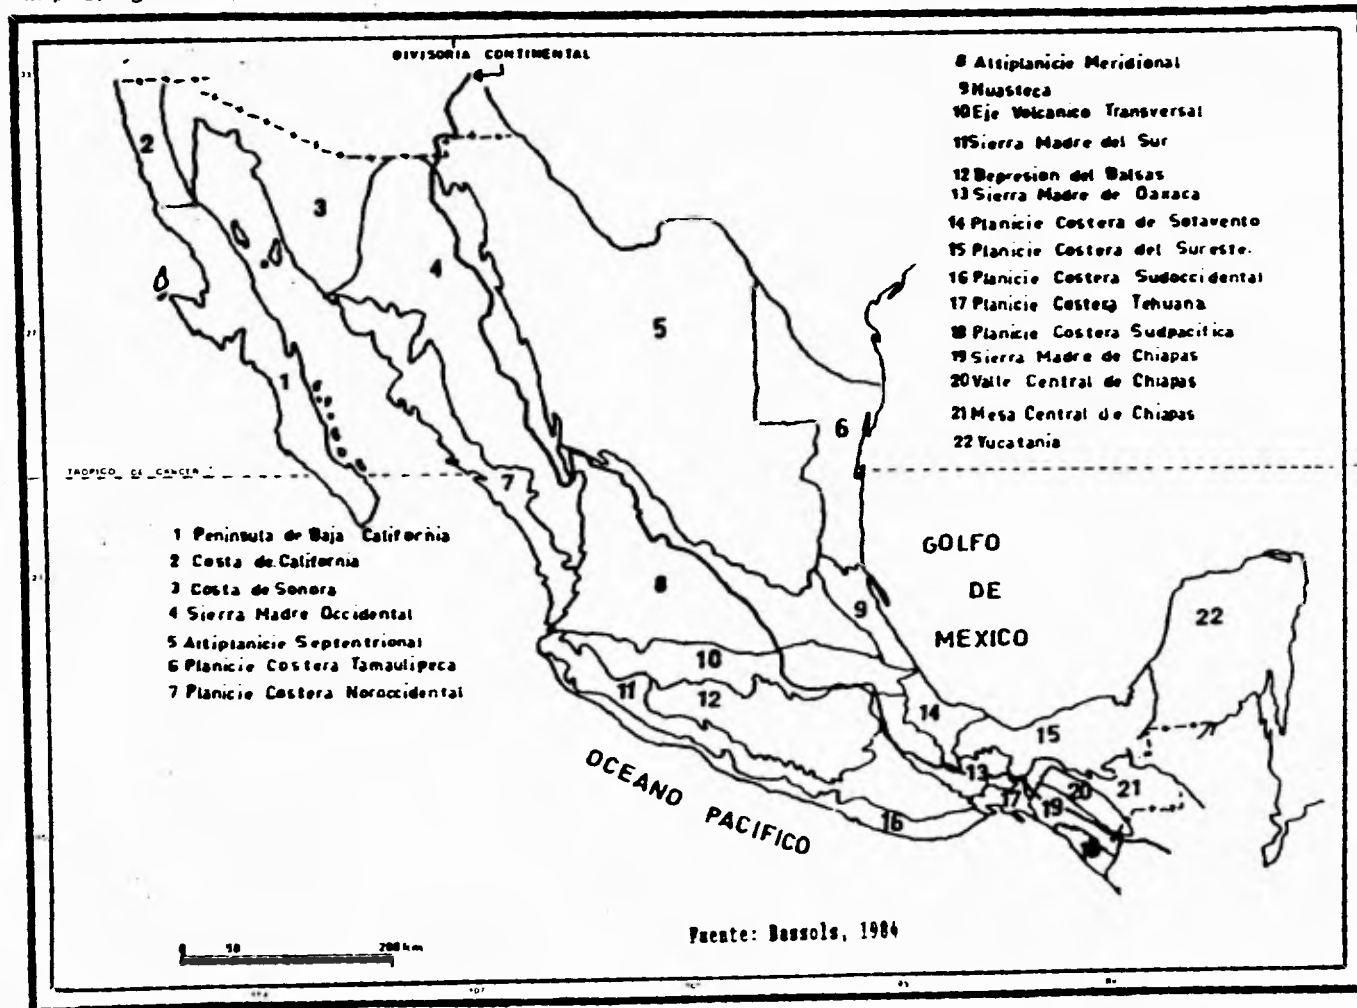 DIVISORIA CONTINENTAL
8 Altiplanicie Meridional
9 Huasteca
10 Eje Volcanico Transversal
11 Sierra Madre del Sur
12 Depresion del Balsas
13 Sierra Madre de Oaxaca
14 Planicie Costera de Sotavento
15 Planicie Costera del Sureste.
16 Planicie Costera Sudoccidental
17 Planicie Costera Tehuana
18 Planicie Costera Sudpacifica
19 Sierra Madre de Chiapas
20 Valle Central de Chiapas
21 Mesa Central de Chiapas
22 Yucatania
2
3
4
5
1
6
TROPICO DE CANCER
7
1 Peninsula de Baja California
2 Costa de California
3 Costa de Sonora
4 Sierra Madre Occidental
5 Altiplanicie Septentrional
6 Planicie Costera Tamaulipeca
7 Planicie Costera Noroccidental
GOLFO
DE
MEXICO
8
9
22
10
11
12
14
15
13
17
20
21
19
16
OCEANO PACIFICO
Fuente: Bassols, 1984
0 50 200 km